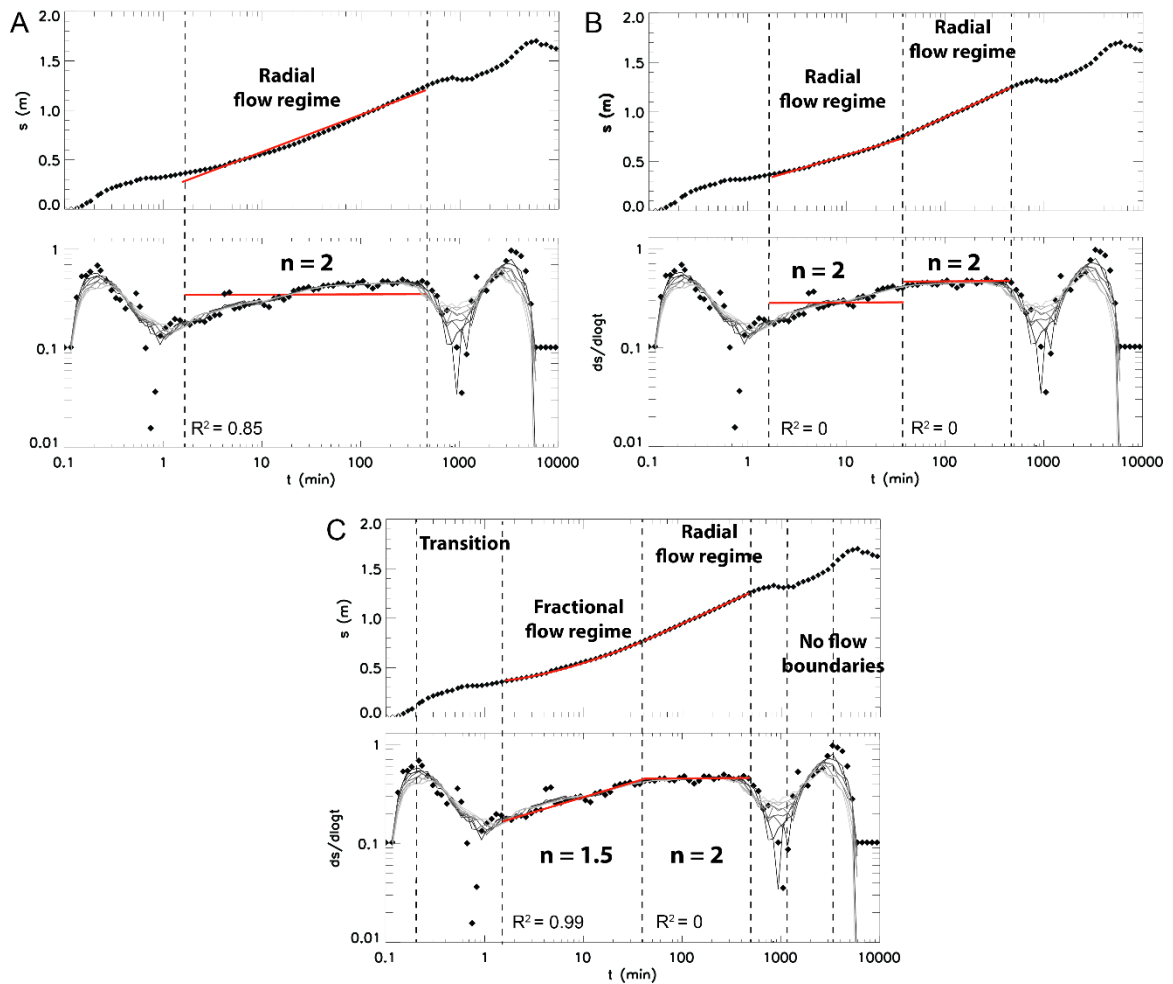 A
2.0
1.5
1.0
0.5
0.0
s (m)
Radial
flow regime
1
0.1
0.01
ds/dlogt
n = 2
R² = 0.85
0.1
1
10
100
1000
10000
t (min)
B
2.0
1.5
1.0
0.5
0
s (m)
Radial
flow regime
Radial
flow regime
1
0.1
0.01
ds/dlogt
n = 2
n = 2
R² = 0
R² = 0
0.1
1
10
100
1000
10000
t (min)
C
2.0
1.5
1.0
0.5
0.0
s (m)
Transition
Fractional
flow regime
Radial
flow regime
No flow
boundaries
1
0.1
0.01
ds/dlogt
n = 1.5
n = 2
R² = 0.99
R² = 0
0.1
1
10
100
1000
10000
t (min)